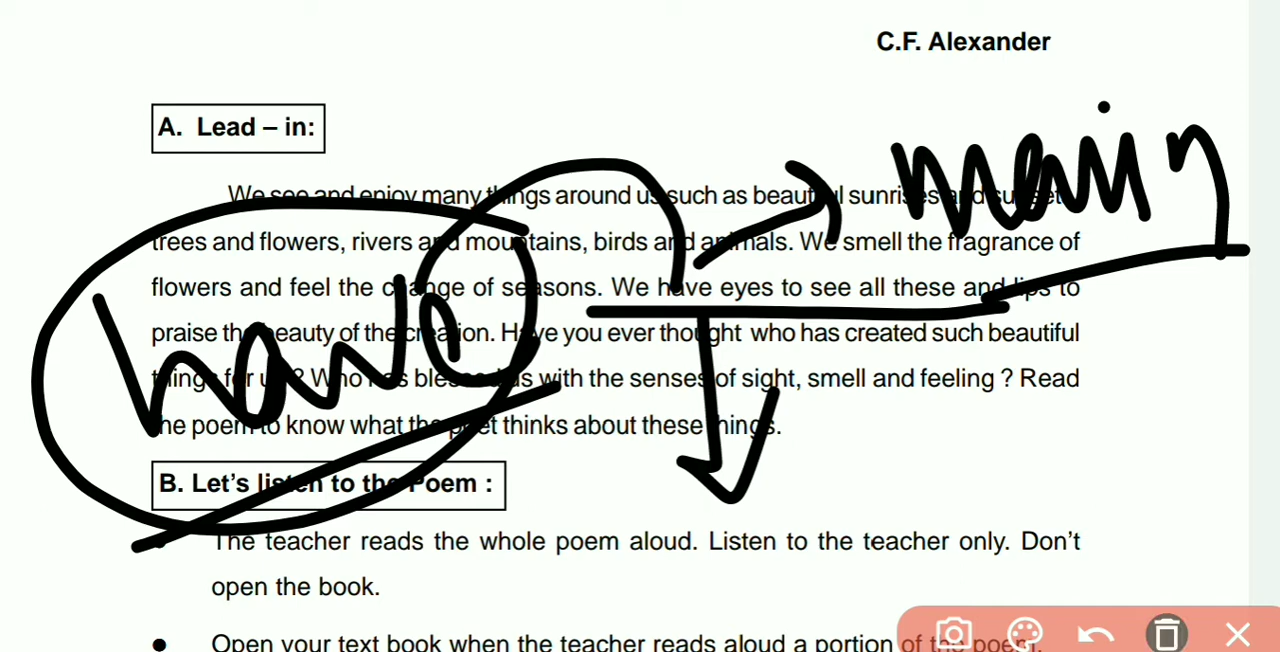 C.F. Alexander
A. Lead – in:
main
We see and enjoy many things around us such as beautiful sunrises and sunset
trees and flowers, rivers and mountains, birds and animals. We smell the fragrance of
flowers and feel the change of seasons. We have eyes to see all these and lips to
praise the beauty of the creation. Have you ever thought who has created such beautiful
have
things for us ? Who has blessed us with the senses of sight, smell and feeling ? Read
the poem to know what the poet thinks about these things.
B. Let's listen to the Poem :
The teacher reads the whole poem aloud. Listen to the teacher only. Don't
open the book.
● Open your text book when the teacher reads aloud a portion of the poem.